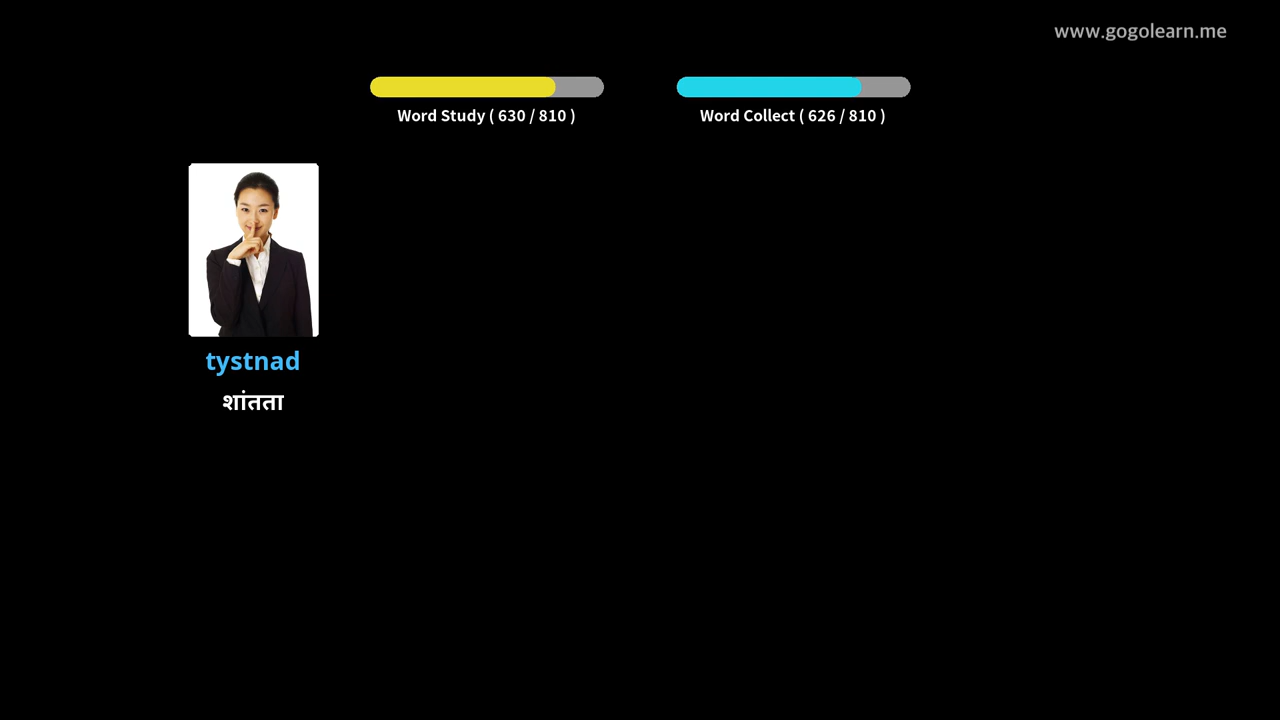 www.gogolearn.me
Word Study ( 630 / 810 )
Word Collect ( 626 / 810 )
tystnad
शांतता